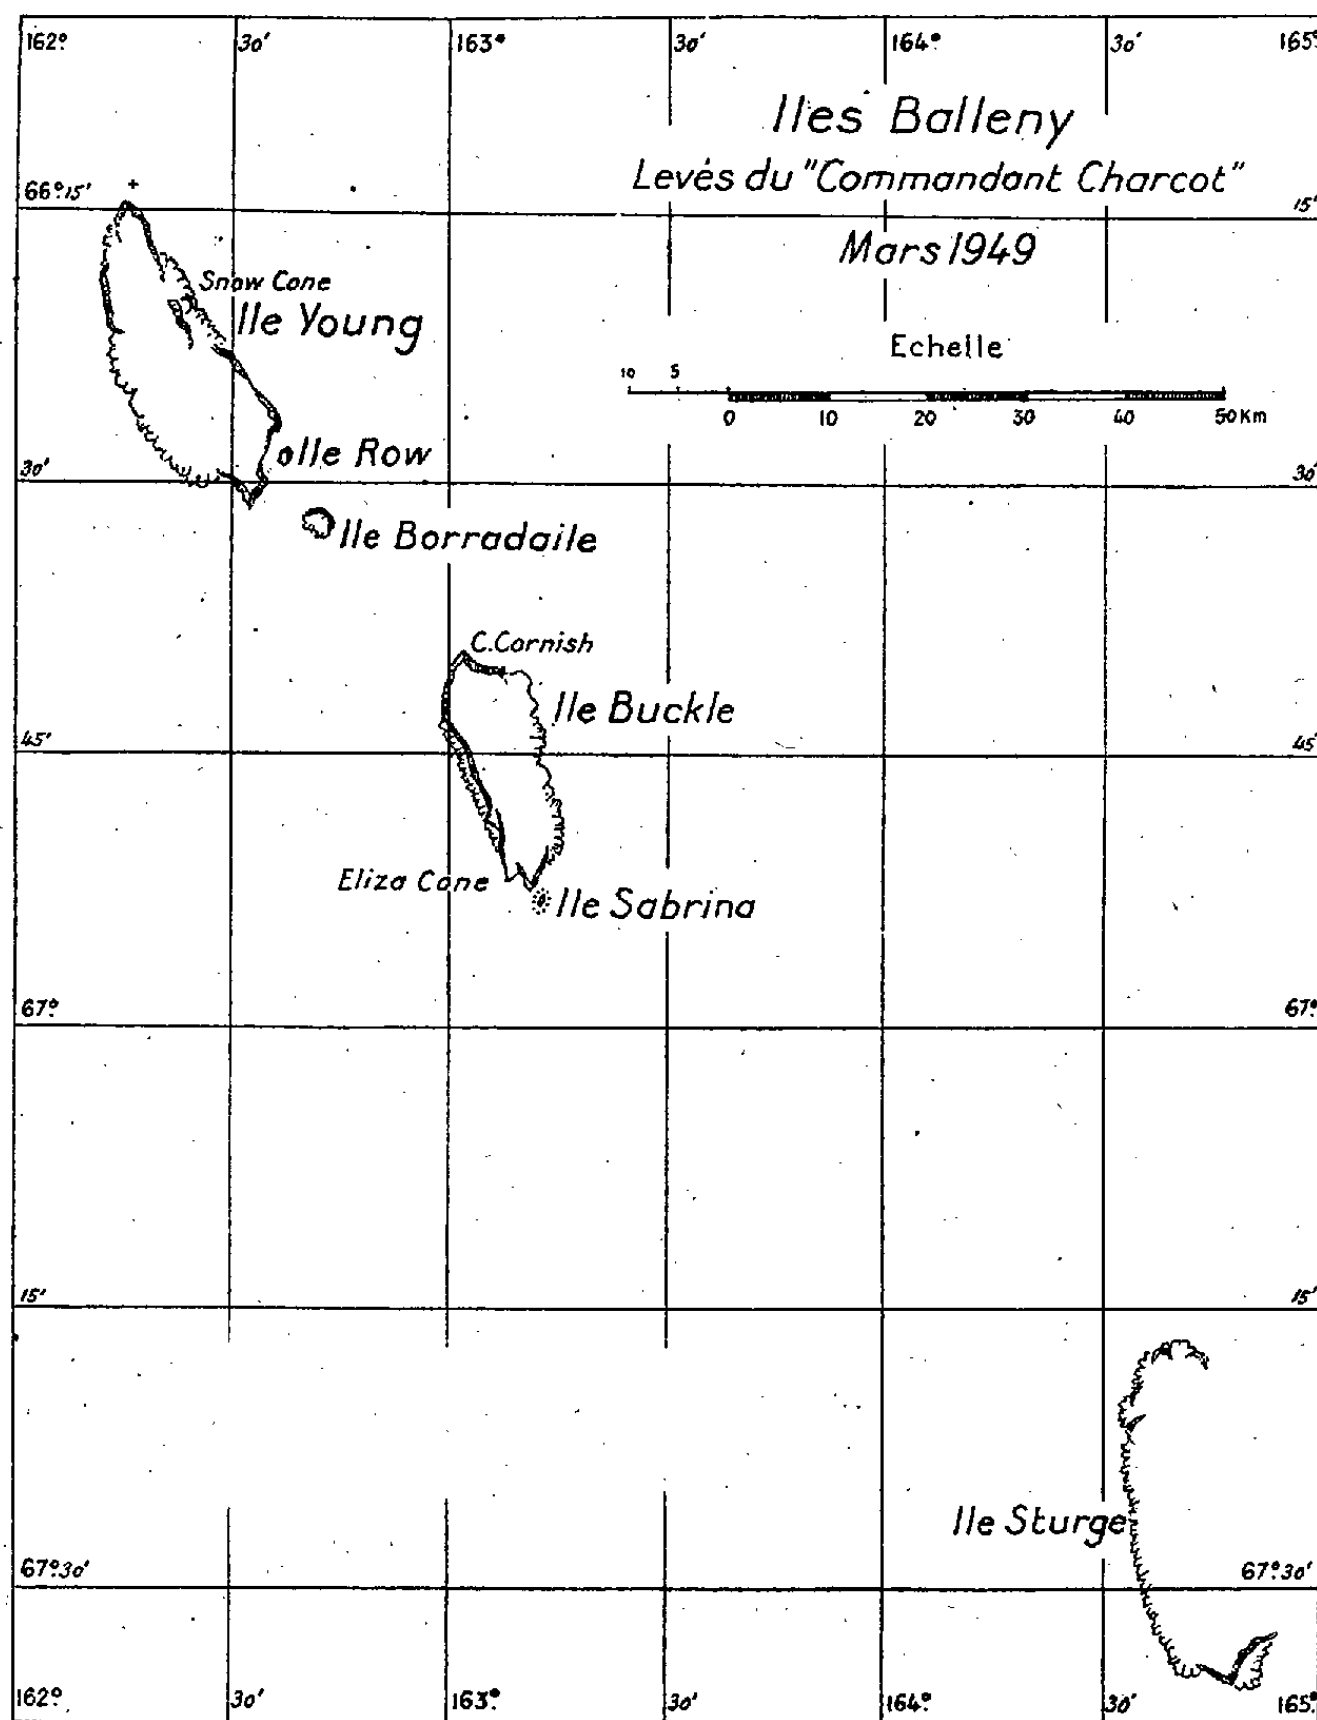 162° 30' 163° 30' 164° 30' 165°
Iles Balleny
Levés du "Commandant Charcot"
66°15' 15'
Mars 1949
Snow Cone
Ile Young
Echelle
10 5
0 10 20 30 40 50 Km
Ile Row
30' 30'
Ile Borradaile
C. Cornish
Ile Buckle
45' 45'
Eliza Cone
Ile Sabrina
67° 67°
15' 15'
Ile Sturge
67°30' 67°30'
162° 30' 163° 30' 164° 30' 165°